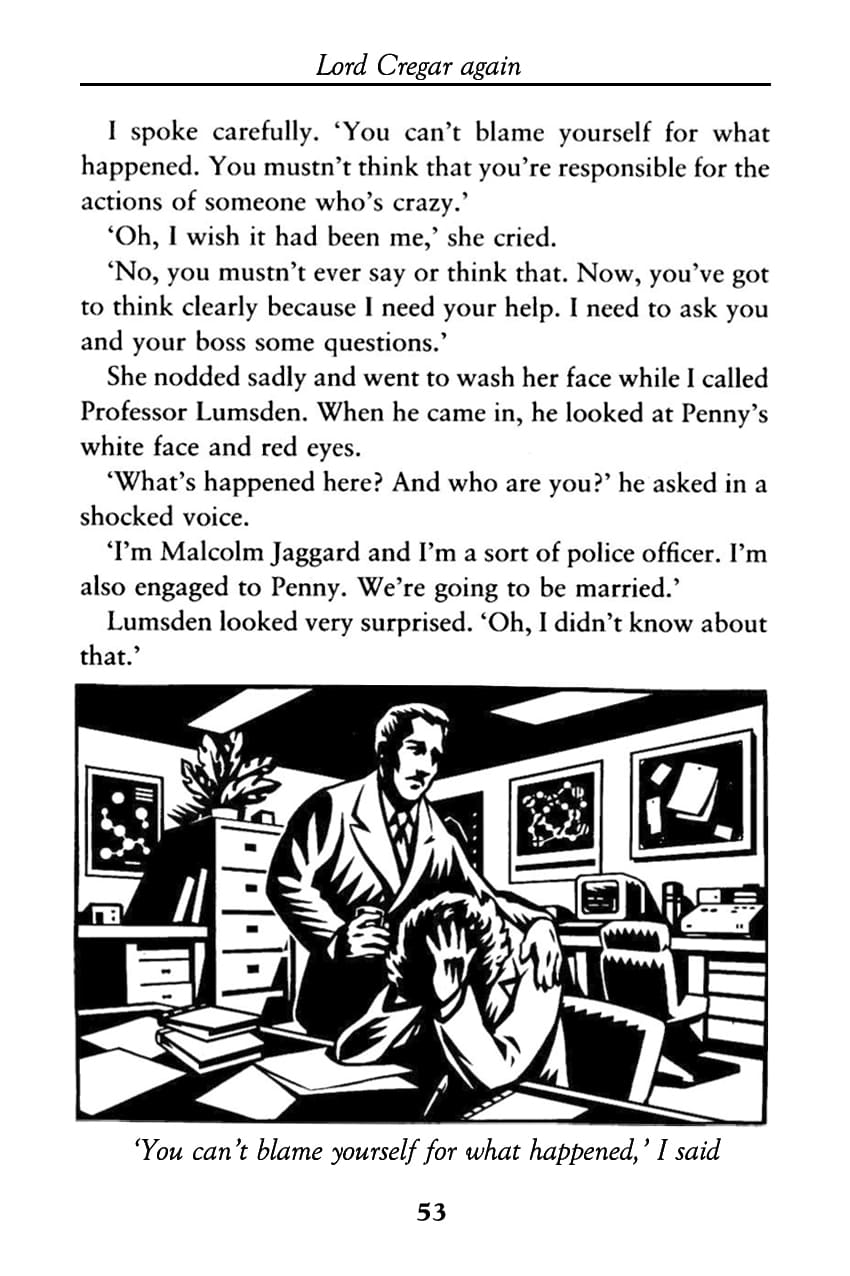 Lord Cregar again
I spoke carefully. ‘You can’t blame yourself for what
happened. You mustn’t think that you’re responsible for the
actions of someone who’s crazy.’
‘Oh, I wish it had been me,’ she cried.
‘No, you mustn’t ever say or think that. Now, you’ve got
to think clearly because I need your help. I need to ask you
and your boss some questions.’
She nodded sadly and went to wash her face while I called
Professor Lumsden. When he came in, he looked at Penny’s
white face and red eyes.
‘What’s happened here? And who are you?’ he asked in a
shocked voice.
‘I’m Malcolm Jaggard and I’m a sort of police officer. I’m
also engaged to Penny. We’re going to be married.’
Lumsden looked very surprised. ‘Oh, I didn’t know about
that.’
‘You can’t blame yourself for what happened,’ I said
53